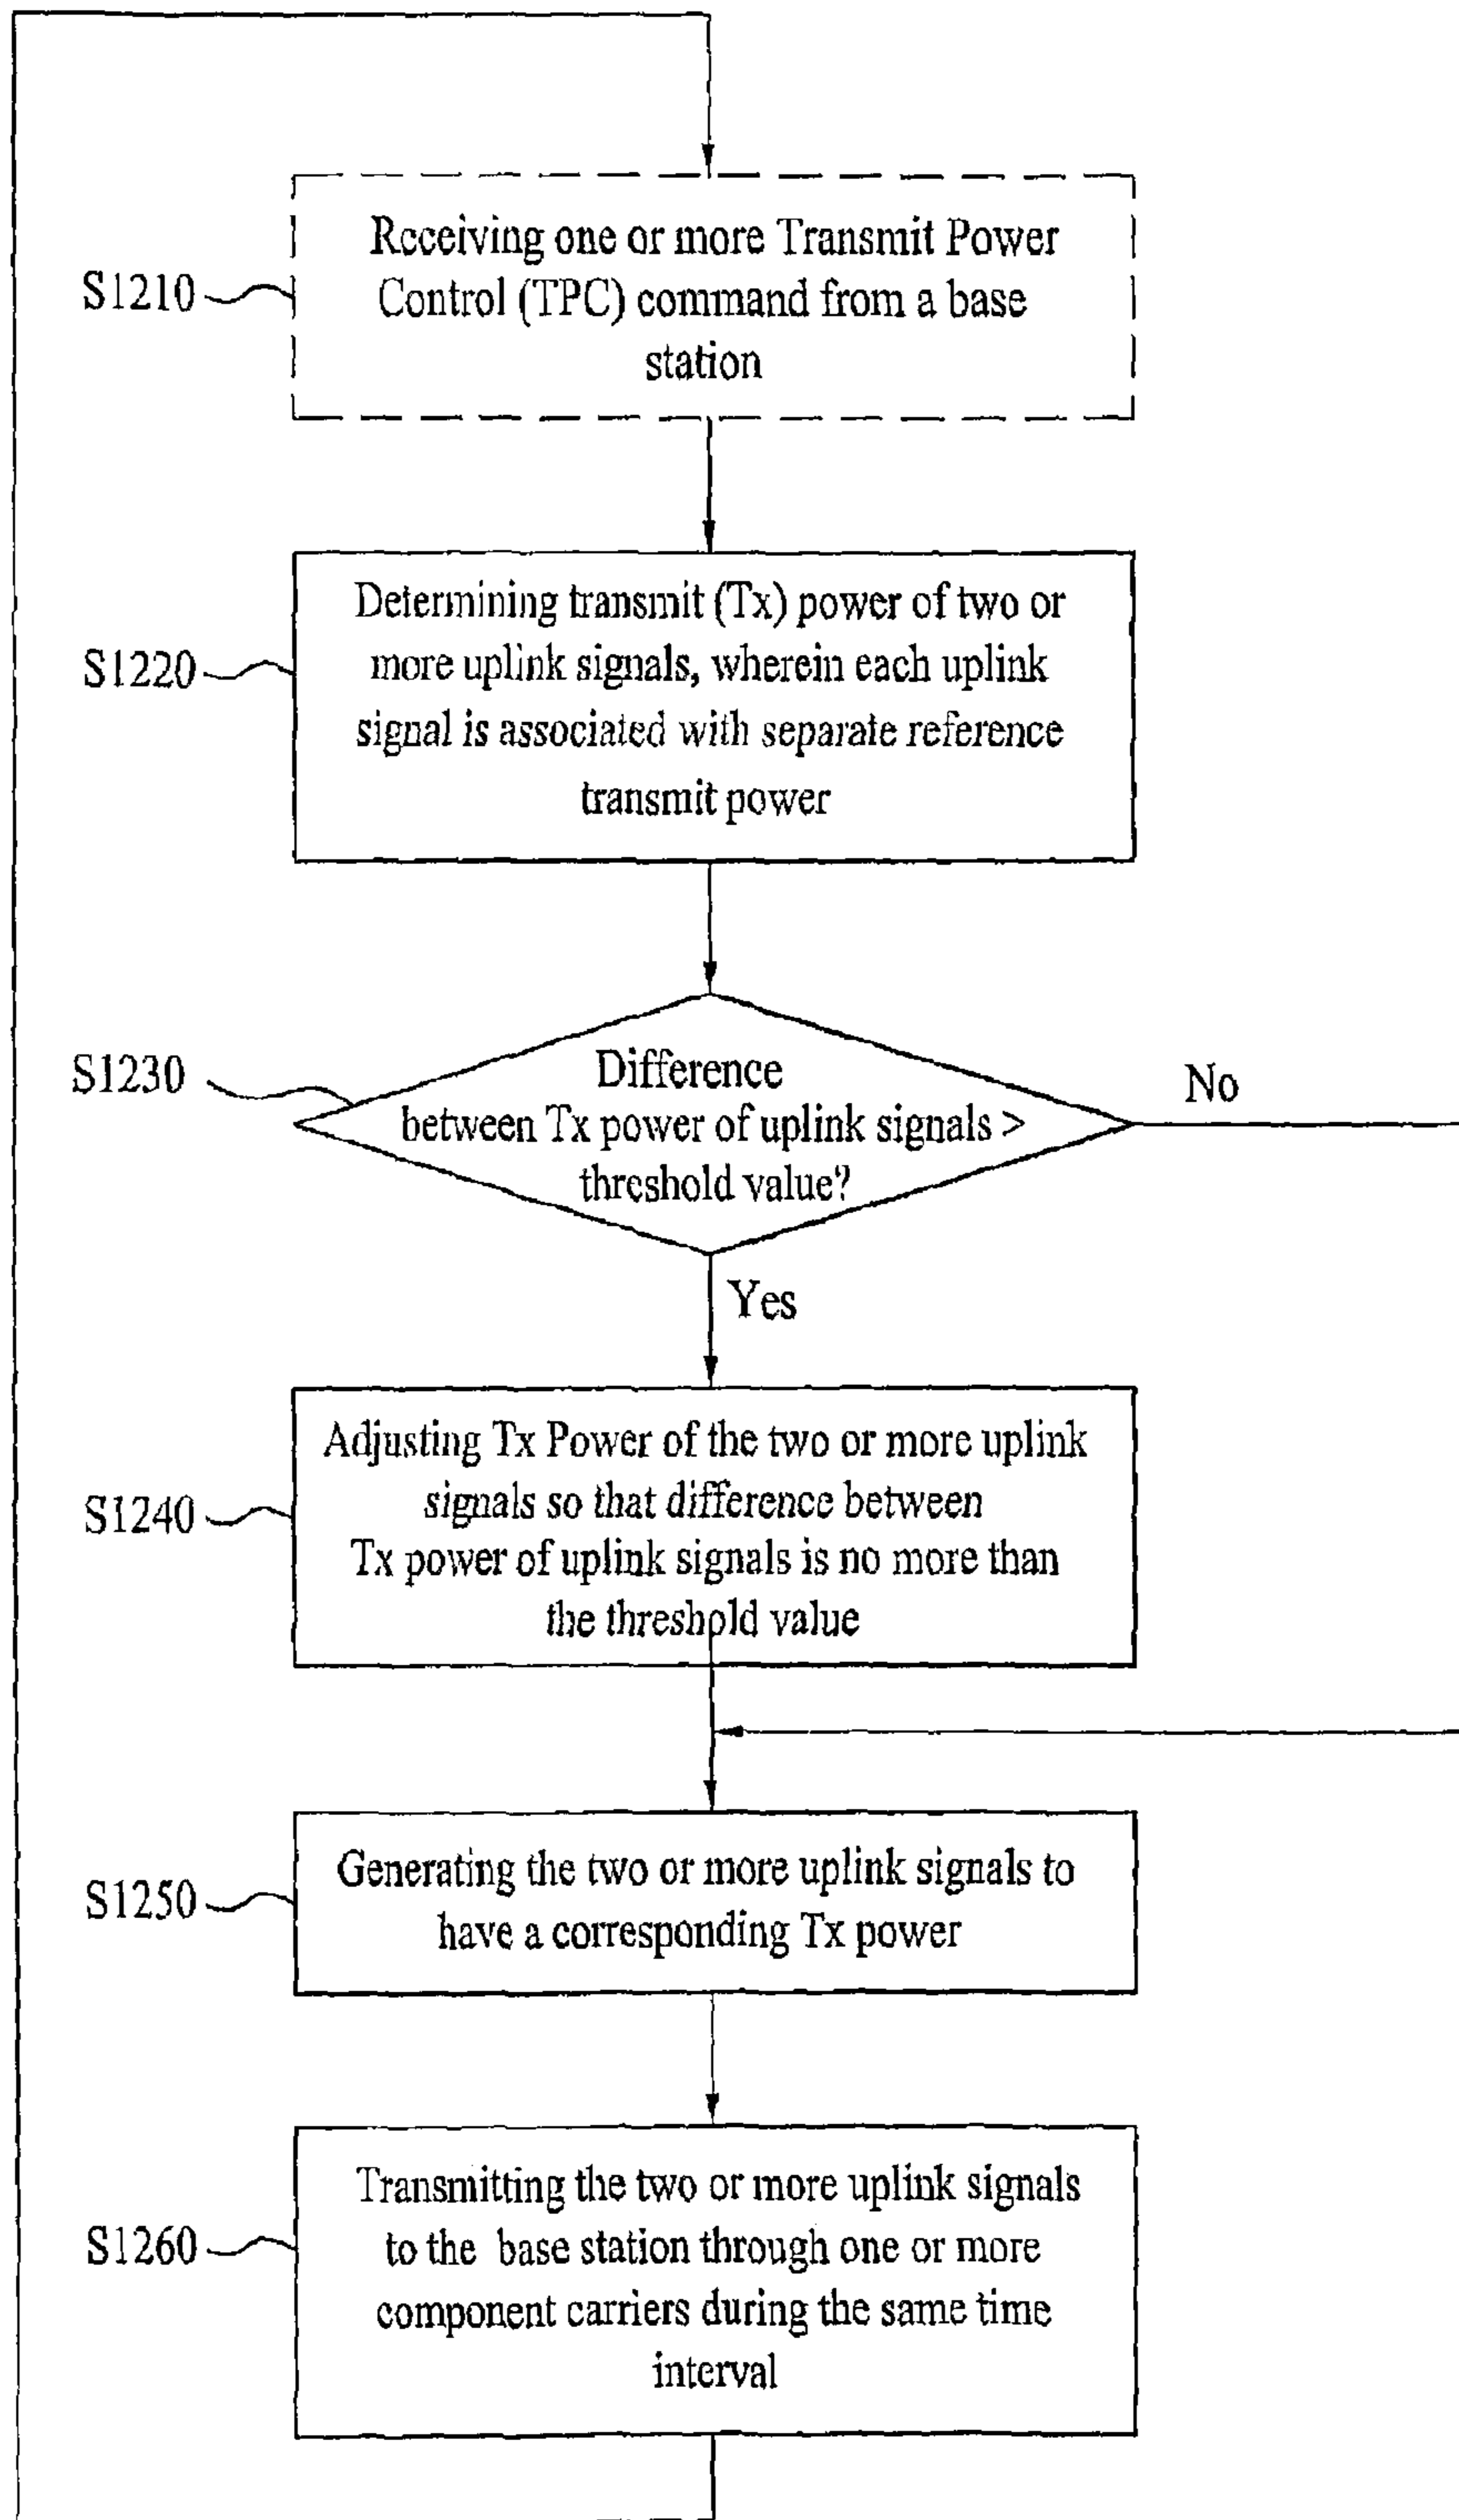 Receiving one or more Transmit Power
S1210
Control (TPC) command from a base
station
Determining transmit (Tx) power of two or
S1220
more uplink signals, wherein each uplink
signal is associated with separate reference
transmit power
S1230
Difference
between Tx power of uplink signals >
threshold value?
No
Yes
Adjusting Tx Power of the two or more uplink
S1240
signals so that difference between
Tx power of uplink signals is no more than
the threshold value
Generating the two or more uplink signals to
S1250
have a corresponding Tx power
Transmitting the two or more uplink signals
S1260
to the base station through one or more
component carriers during the same time
interval